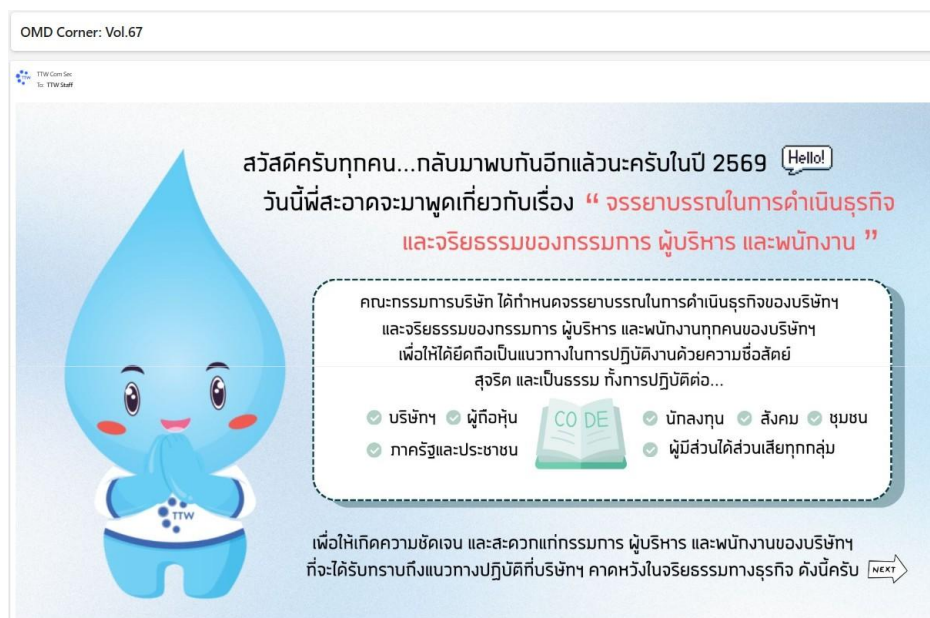 OMD Corner: Vol.67
TTW Com Sec
To: TTW Staff
สวัสดีครับทุกคน...กลับมาพบกันอีกแล้วนะครับในปี 2569 Hello!
วันนี้พี่สะอาดจะมาพูดเกี่ยวกับเรื่อง “ จรรยาบรรณในการดำเนินธุรกิจ
และจริยธรรมของกรรมการ ผู้บริหาร และพนักงาน ”
คณะกรรมการบริษัท ได้กำหนดจรรยาบรรณในการดำเนินธุรกิจของบริษัทฯ
และจริยธรรมของกรรมการ ผู้บริหาร และพนักงานทุกคนของบริษัทฯ
เพื่อให้ได้ยึดถือเป็นแนวทางในการปฏิบัติงานด้วยความซื่อสัตย์
สุจริต และเป็นธรรม ทั้งการปฏิบัติต่อ...
บริษัทฯ ผู้ถือหุ้น CODE นักลงทุน สังคม ชุมชน
ภาครัฐและประชาชน ผู้มีส่วนได้ส่วนเสียทุกกลุ่ม
TTW
เพื่อให้เกิดความชัดเจน และสะดวกแก่กรรมการ ผู้บริหาร และพนักงานของบริษัทฯ
ที่จะได้รับทราบถึงแนวทางปฏิบัติที่บริษัทฯ คาดหวังในจริยธรรมทางธุรกิจ ดังนี้ครับ NEXT